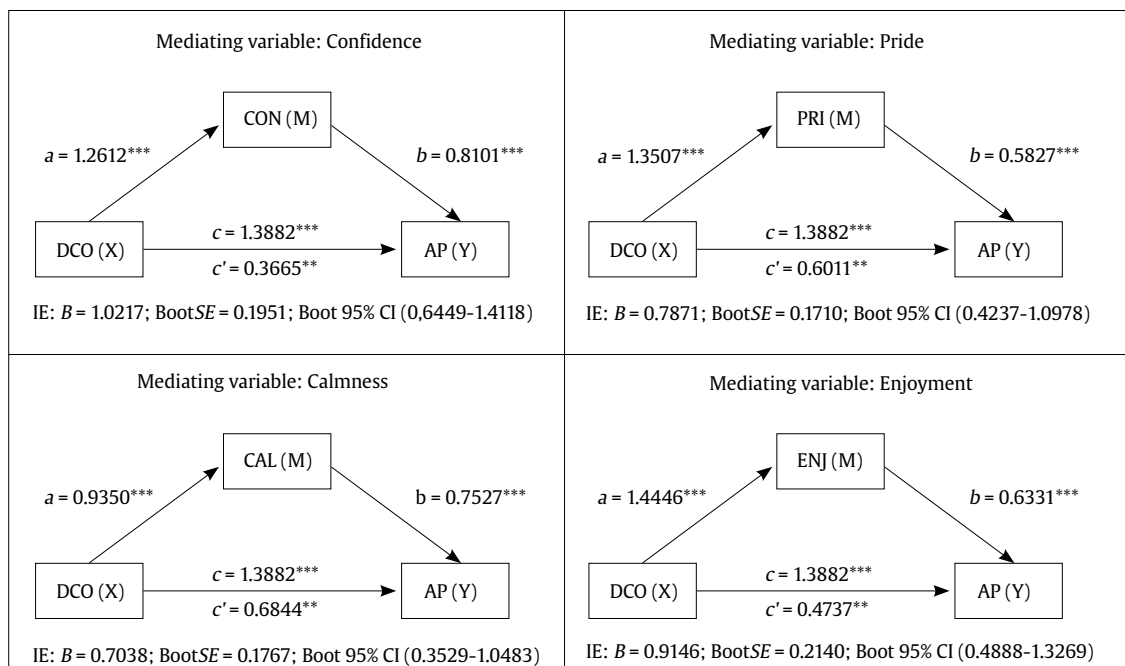 Mediating variable: Confidence
CON (M)
a = 1.2612***
b = 0.8101***
DCO (X)
c = 1.3882***
c' = 0.3665**
AP (Y)
IE: B = 1.0217; BootSE = 0.1951; Boot 95% CI (0,6449-1.4118)
Mediating variable: Pride
PRI (M)
a = 1.3507***
b = 0.5827***
DCO (X)
c = 1.3882***
c' = 0.6011**
AP (Y)
IE: B = 0.7871; BootSE = 0.1710; Boot 95% CI (0.4237-1.0978)
Mediating variable: Calmness
CAL (M)
a = 0.9350***
b = 0.7527***
DCO (X)
c = 1.3882***
c' = 0.6844**
AP (Y)
IE: B = 0.7038; BootSE = 0.1767; Boot 95% CI (0.3529-1.0483)
Mediating variable: Enjoyment
ENJ (M)
a = 1.4446***
b = 0.6331***
DCO (X)
c = 1.3882***
c' = 0.4737**
AP (Y)
IE: B = 0.9146; BootSE = 0.2140; Boot 95% CI (0.4888-1.3269)